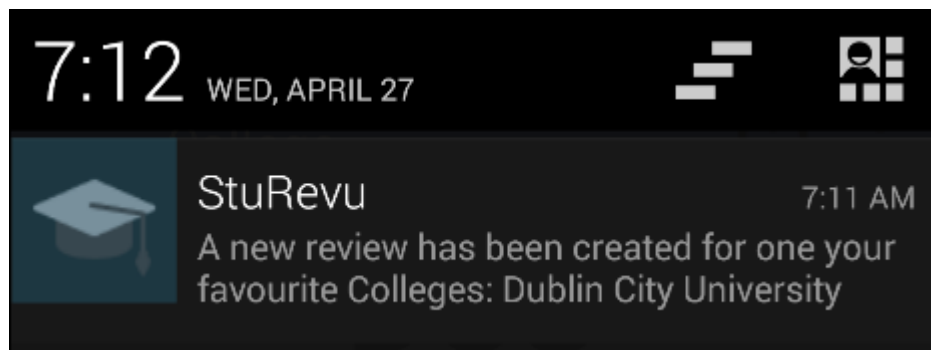 7:12 WED, APRIL 27
StuRevu 7:11 AM
A new review has been created for one your
favourite Colleges: Dublin City University